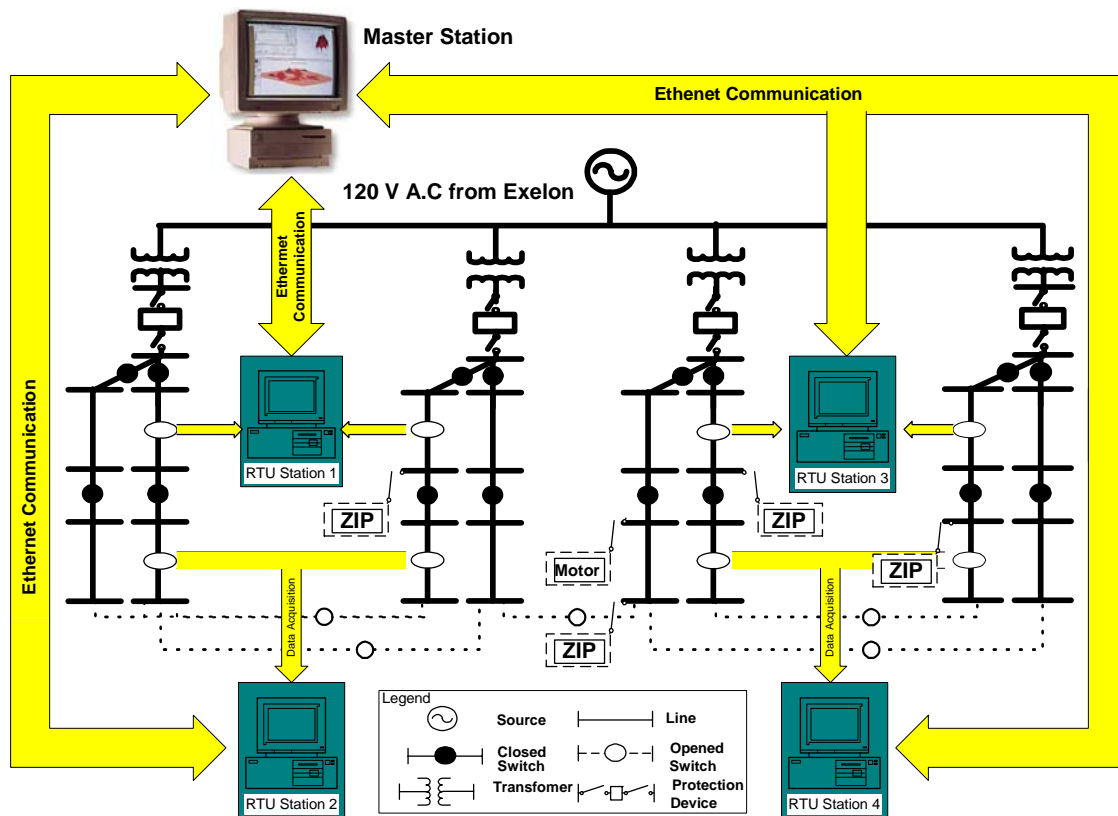 Master Station
Ethenet Communication
120 V A.C from Exelon
Ethermet
Communication
Ethernet Communication
RTU Station 1
RTU Station 3
ZIP
ZIP
Motor
ZIP
ZIP
Data Acquisition
Data Acquisition
RTU Station 2
RTU Station 4
Legend
Source
Line
Closed
Switch
Opened
Switch
Transfomer
Protection
Device